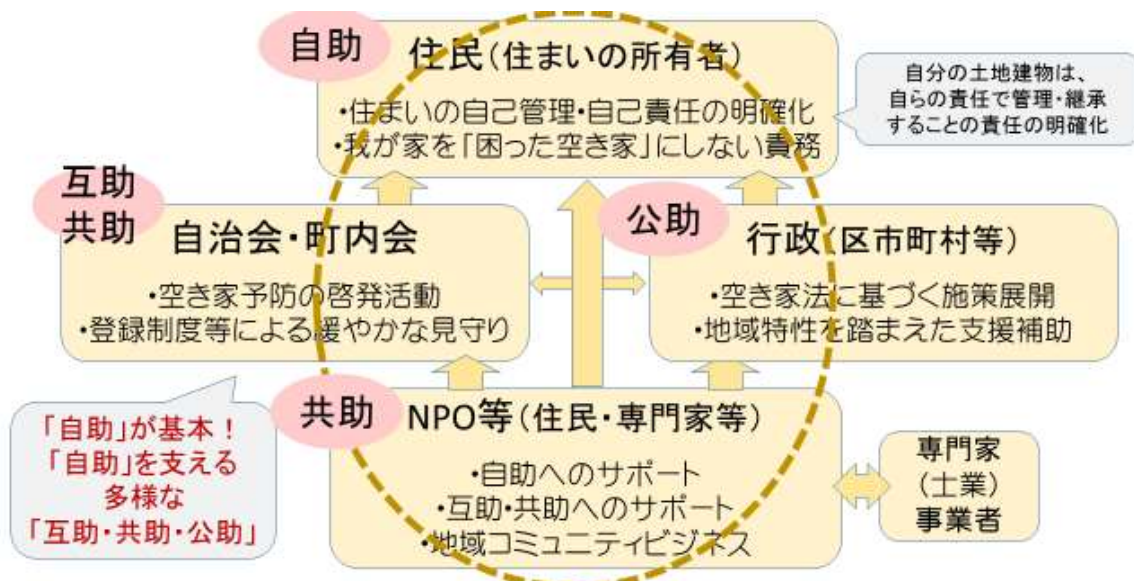 自助
住民(住まいの所有者)
・住まいの自己管理・自己責任の明確化
・我が家を「困った空き家」にしない責務
自分の土地建物は、
自らの責任で管理・継承
することの責任の明確化
互助
共助
自治会・町内会
・空き家予防の啓発活動
・登録制度等による緩やかな見守り
公助
行政(区市町村等)
・空き家法に基づく施策展開
・地域特性を踏まえた支援補助
共助
NPO等(住民・専門家等)
・自助へのサポート
・互助・共助へのサポート
・地域コミュニティビジネス
「自助」が基本！
「自助」を支える
多様な
「互助・共助・公助」
専門家
(士業)
事業者